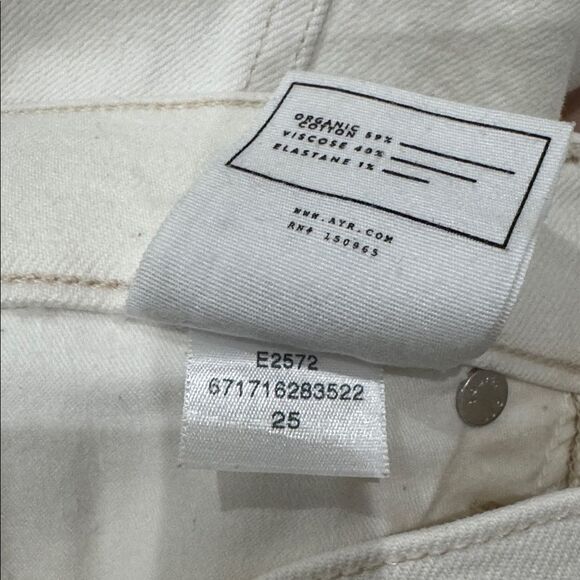 ORGANIC 59%
COTTON
VISCOSE 40%
ELASTANE 1%
WWW.AYR.COM
RN# 150965
E2572
671716283522
25